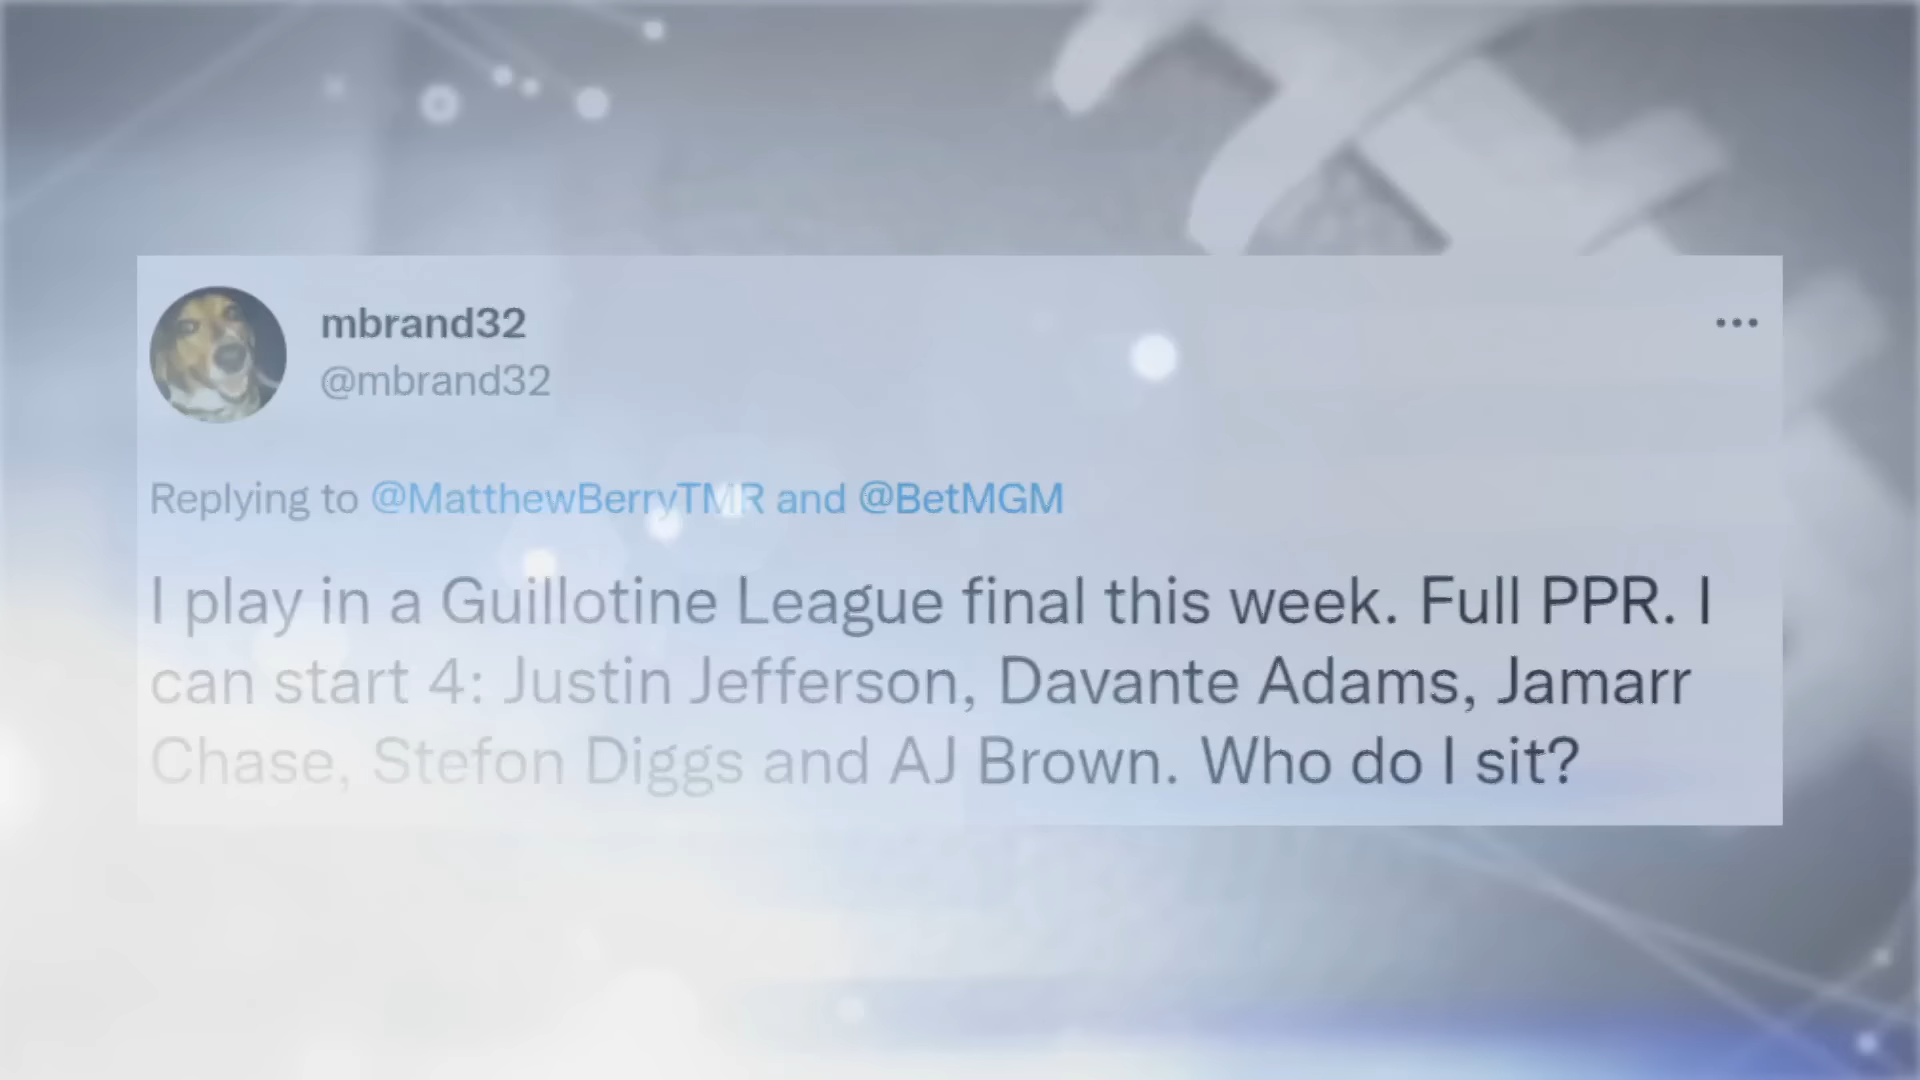 mbrand32
@mbrand32
Replying to @MatthewBerryTMR and @BetMGM
I play in a Guillotine League final this week. Full PPR. I
can start 4: Justin Jefferson, Davante Adams, Jamarr
Chase, Stefon Diggs and AJ Brown. Who do I sit?